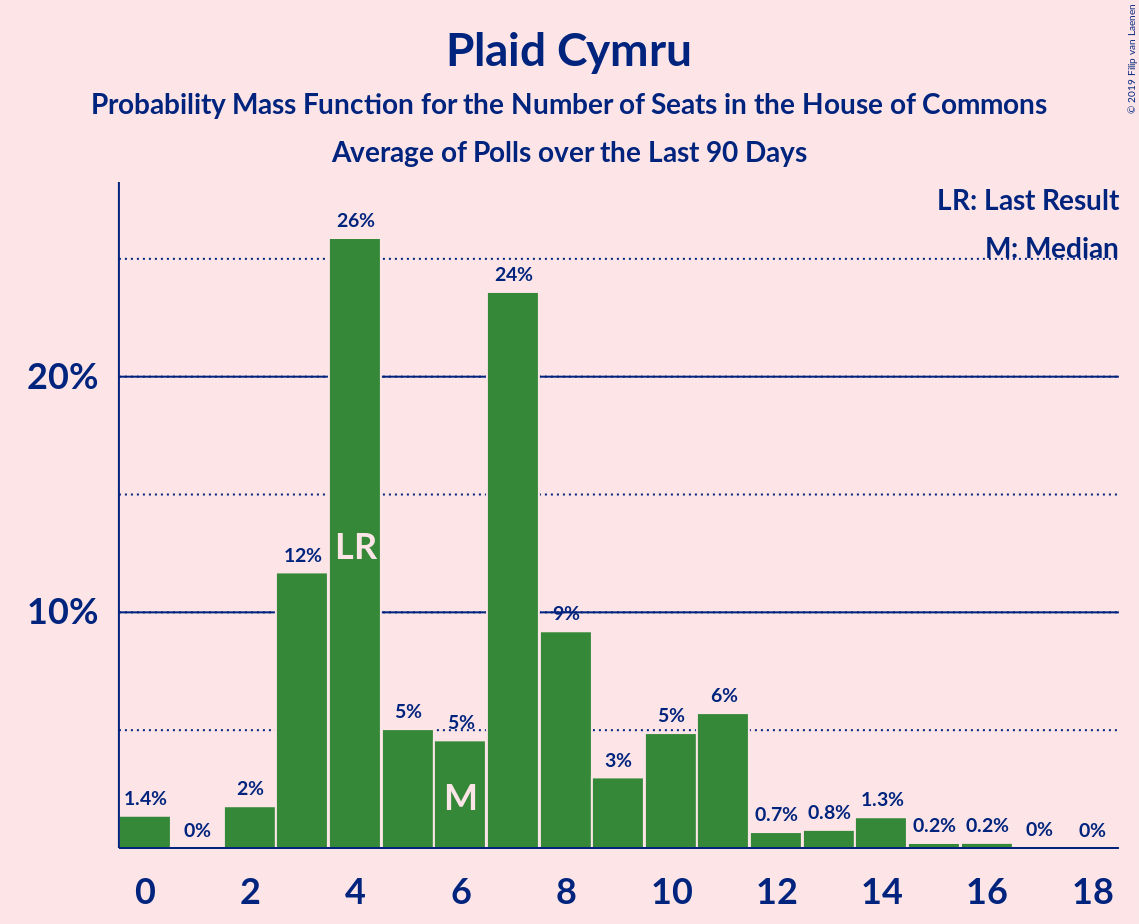 Plaid Cymru
Probability Mass Function for the Number of Seats in the House of Commons
Average of Polls over the Last 90 Days
© 2019 Filip van Laenen
LR: Last Result
M: Median
20%
10%
1.4%
0%
2%
12%
26%
5%
5%
24%
9%
3%
5%
6%
0.7%
0.8%
1.3%
0.2%
0.2%
0%
0%
LR
M
0 2 4 6 8 10 12 14 16 18